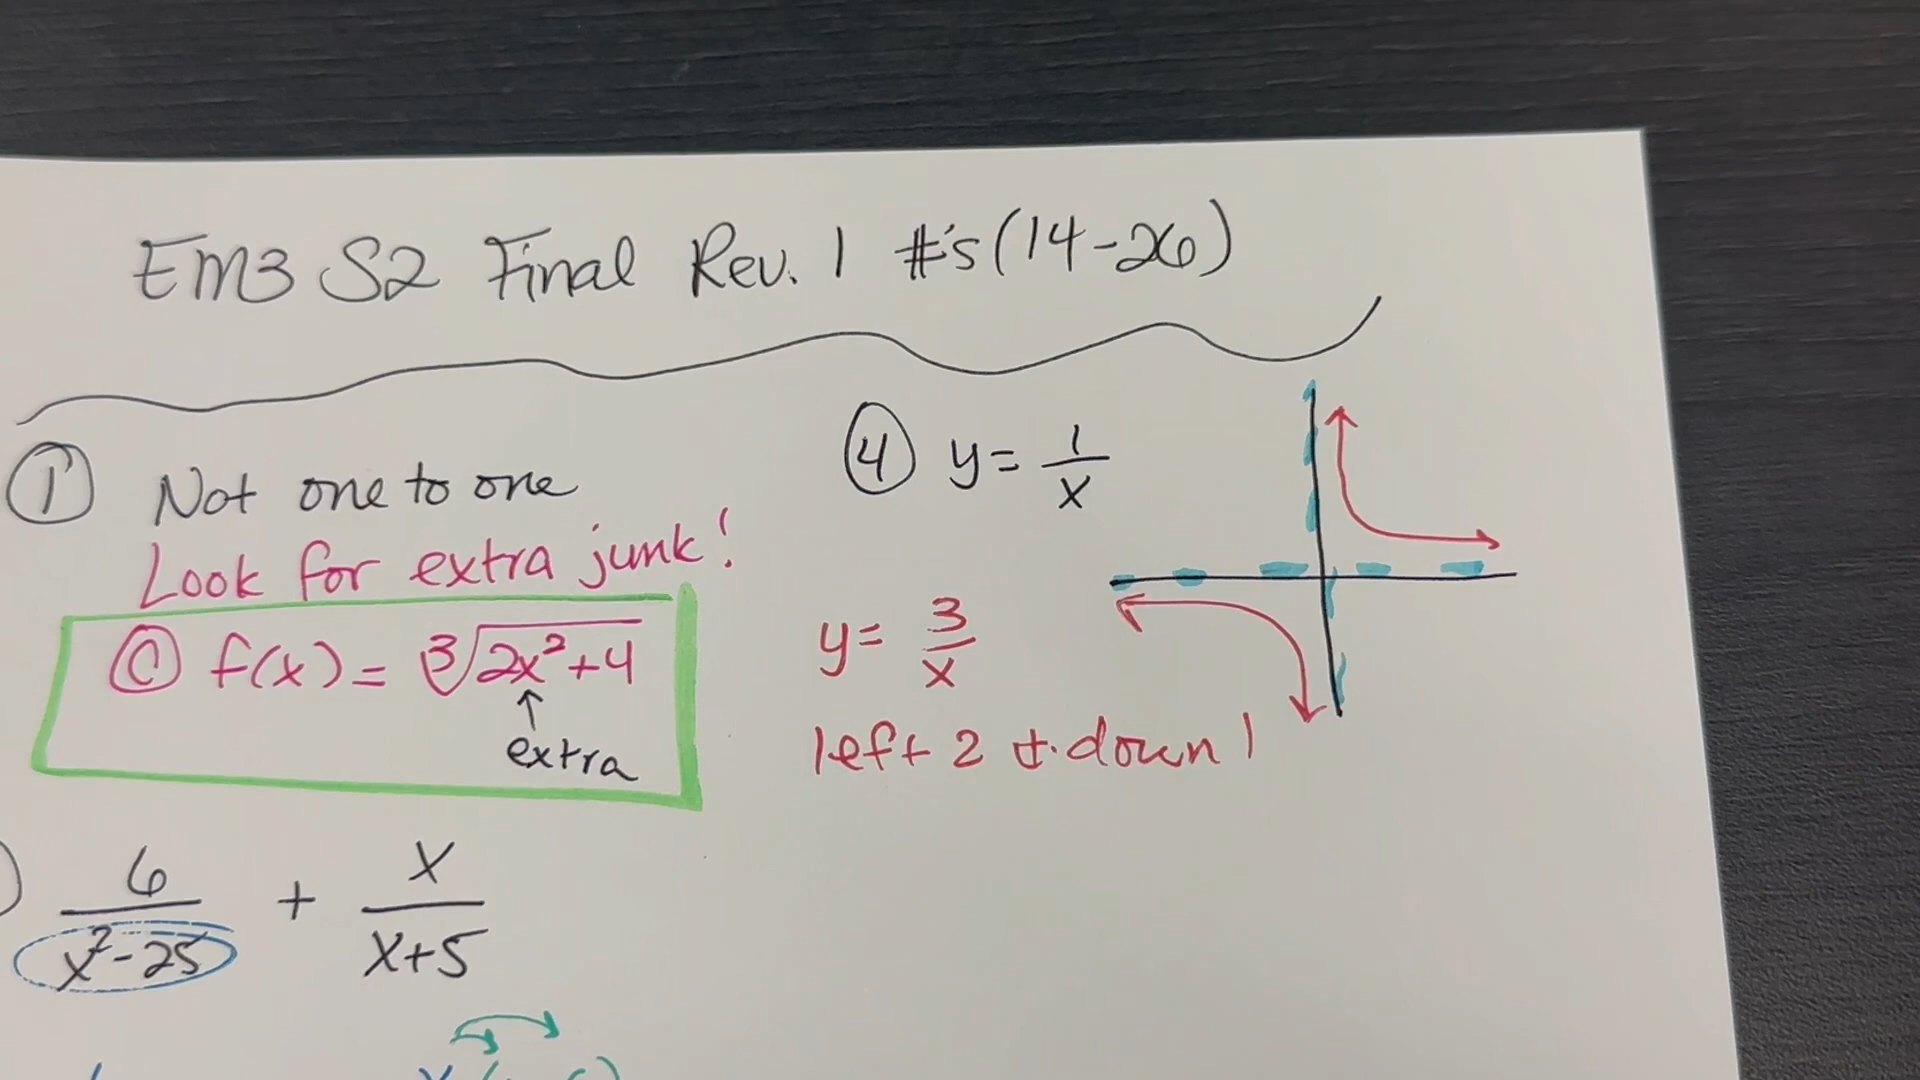 EM3 S2 Final Rev. 1 #'s (14-26)
① Not one to one
Look for extra junk!
Ⓒ f(x) = ∛(2x²+4)
↑
extra
6/(x²-25) + x/(x+5)
④ y = 1/x
y = 3/x
left 2 + down 1